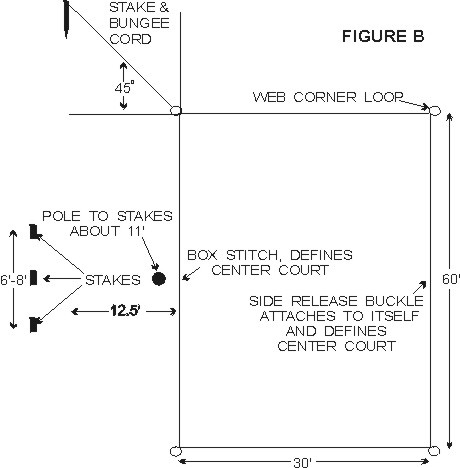 STAKE &
BUNGEE
CORD
FIGURE B
45°
WEB CORNER LOOP
POLE TO STAKES
ABOUT 11'
BOX STITCH, DEFINES
CENTER COURT
6'-8'
STAKES
60'
12.5'
SIDE RELEASE BUCKLE
ATTACHES TO ITSELF
AND DEFINES
CENTER COURT
30'